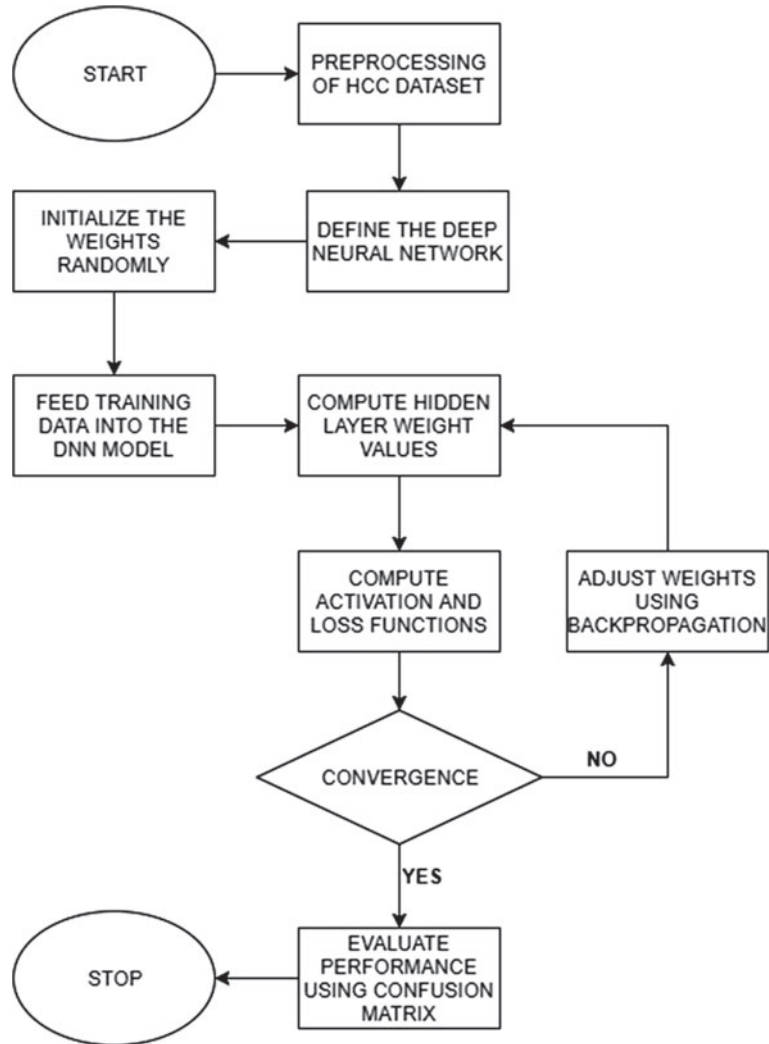 START
PREPROCESSING
OF HCC DATASET
DEFINE THE DEEP
NEURAL NETWORK
INITIALIZE THE
WEIGHTS
RANDOMLY
FEED TRAINING
DATA INTO THE
DNN MODEL
COMPUTE HIDDEN
LAYER WEIGHT
VALUES
COMPUTE
ACTIVATION AND
LOSS FUNCTIONS
CONVERGENCE
NO
ADJUST WEIGHTS
USING
BACKPROPAGATION
YES
EVALUATE
PERFORMANCE
USING CONFUSION
MATRIX
STOP